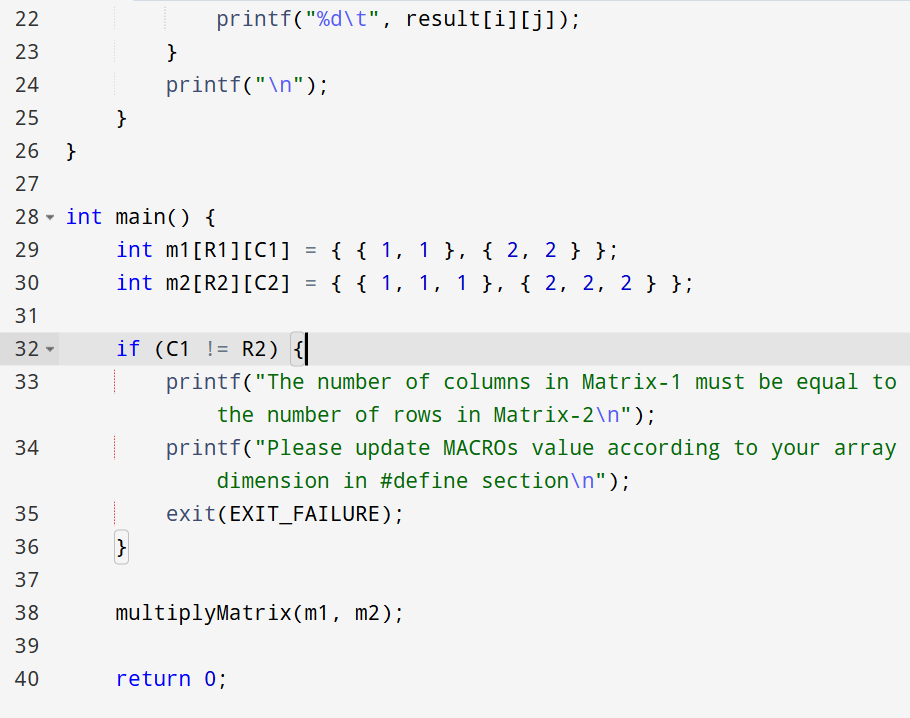 22 printf("%d\t", result[i][j]);
23 }
24 printf("\n");
25 }
26 }
27
28 int main() {
29 int m1[R1][C1] = { { 1, 1 }, { 2, 2 } };
30 int m2[R2][C2] = { { 1, 1, 1 }, { 2, 2, 2 } };
31
32 if (C1 != R2) {
33 printf("The number of columns in Matrix-1 must be equal to
the number of rows in Matrix-2\n");
34 printf("Please update MACROs value according to your array
dimension in #define section\n");
35 exit(EXIT_FAILURE);
36 }
37
38 multiplyMatrix(m1, m2);
39
40 return 0;